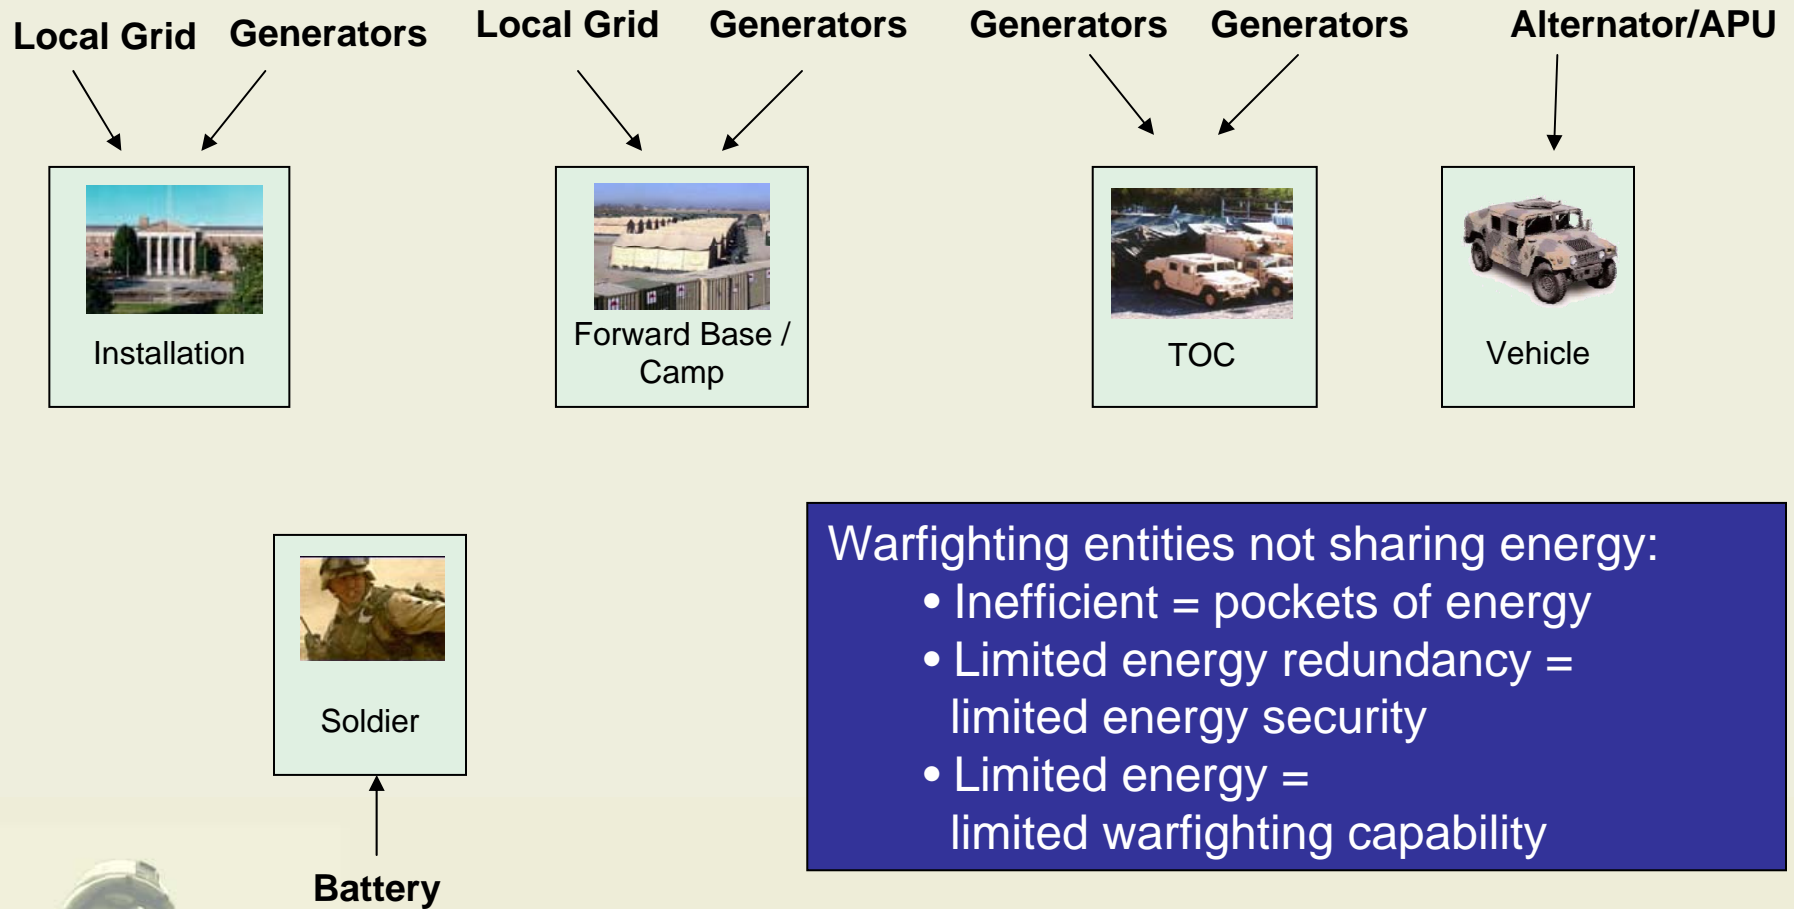 Local Grid Generators Local Grid Generators Generators Generators Alternator/APU
Installation
Forward Base /
Camp
TOC
Vehicle
Soldier
Battery
Warfighting entities not sharing energy:
• Inefficient = pockets of energy
• Limited energy redundancy =
limited energy security
• Limited energy =
limited warfighting capability